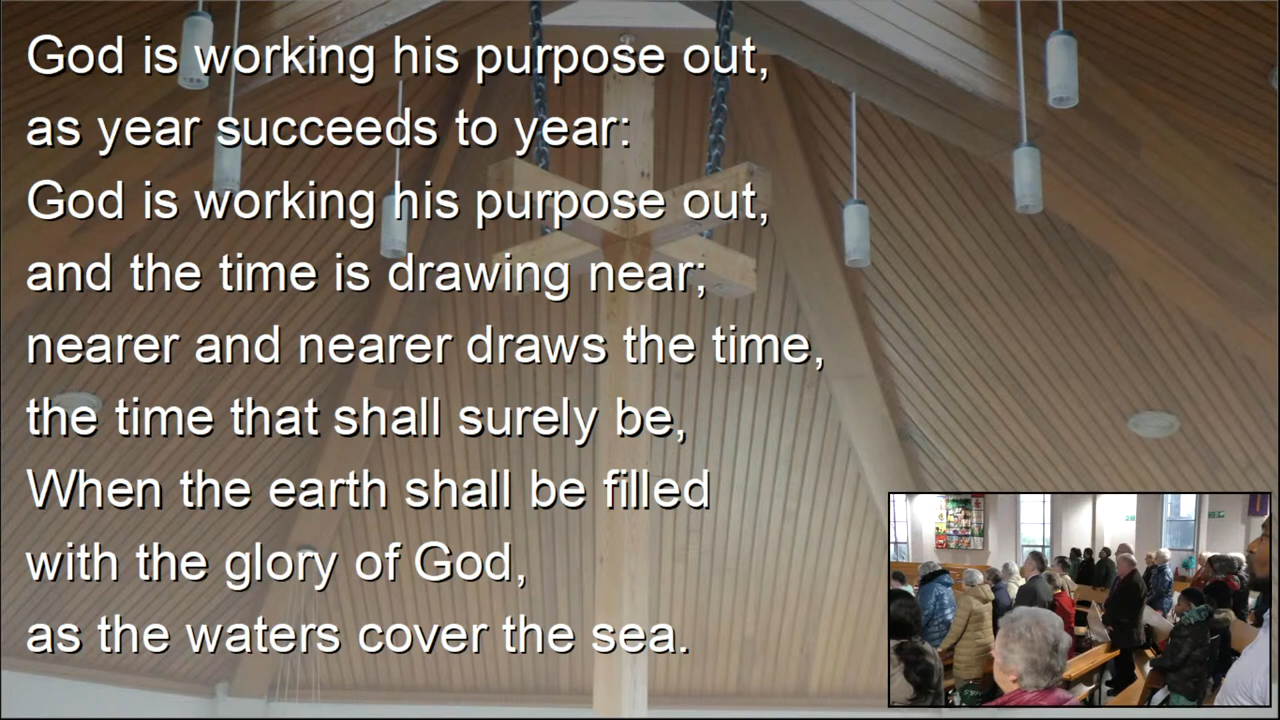 God is working his purpose out,
as year succeeds to year:
God is working his purpose out,
and the time is drawing near;
nearer and nearer draws the time,
the time that shall surely be,
When the earth shall be filled
with the glory of God,
as the waters cover the sea.